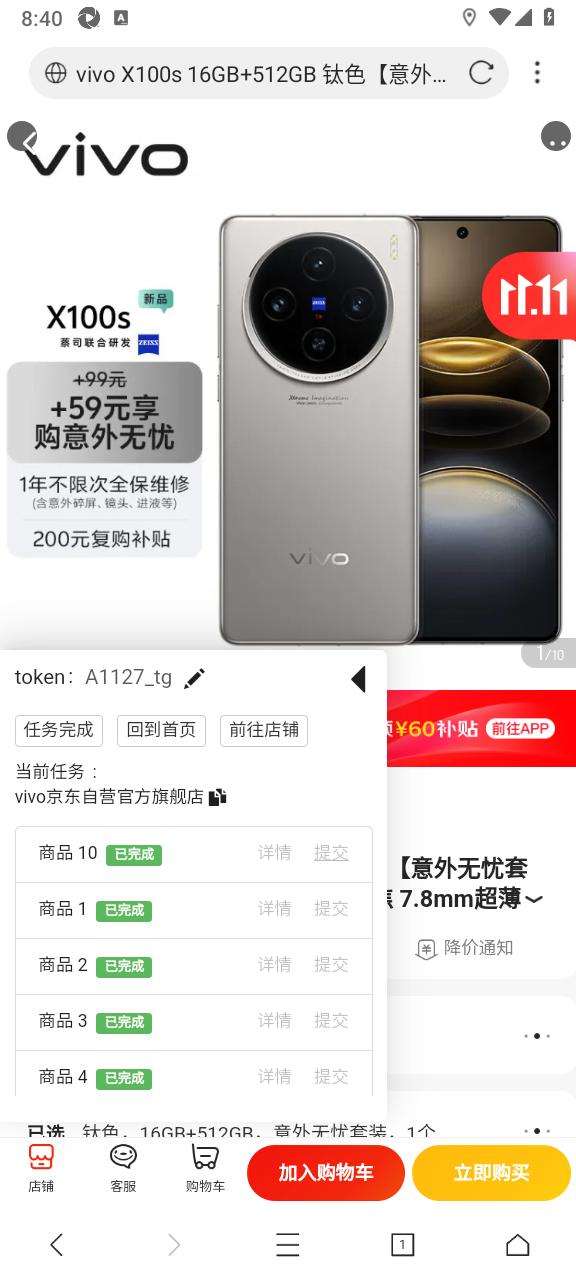 8:40
A
vivo X100s 16GB+512GB 钛色【意外...
vivo
新品
X100s
蔡司联合研发 ZEISS
11.11
+99元
+59元享
购意外无忧
1年不限次全保维修
(含意外碎屏、镜头、进液等)
200元复购补贴
ZEISS
Xtreme Imagination
vivo
1/10
token: A1127_tg
¥60补贴 前往APP
任务完成 回到首页 前往店铺
当前任务：
vivo京东自营官方旗舰店
商品 10 已完成 详情 提交
【意外无忧套
7.8mm超薄
商品 1 已完成 详情 提交
降价通知
商品 2 已完成 详情 提交
商品 3 已完成 详情 提交
商品 4 已完成 详情 提交
已选 钛色，16GB+512GB，意外无忧套装，1个
店铺 客服 购物车 加入购物车 立即购买
1